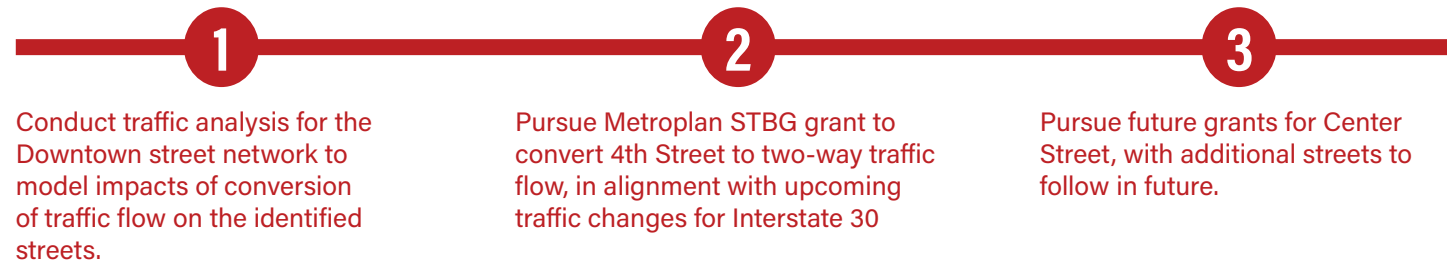 1
Conduct traffic analysis for the
Downtown street network to
model impacts of conversion
of traffic flow on the identified
streets.
2
Pursue Metroplan STBG grant to
convert 4th Street to two-way traffic
flow, in alignment with upcoming
traffic changes for Interstate 30
3
Pursue future grants for Center
Street, with additional streets to
follow in future.